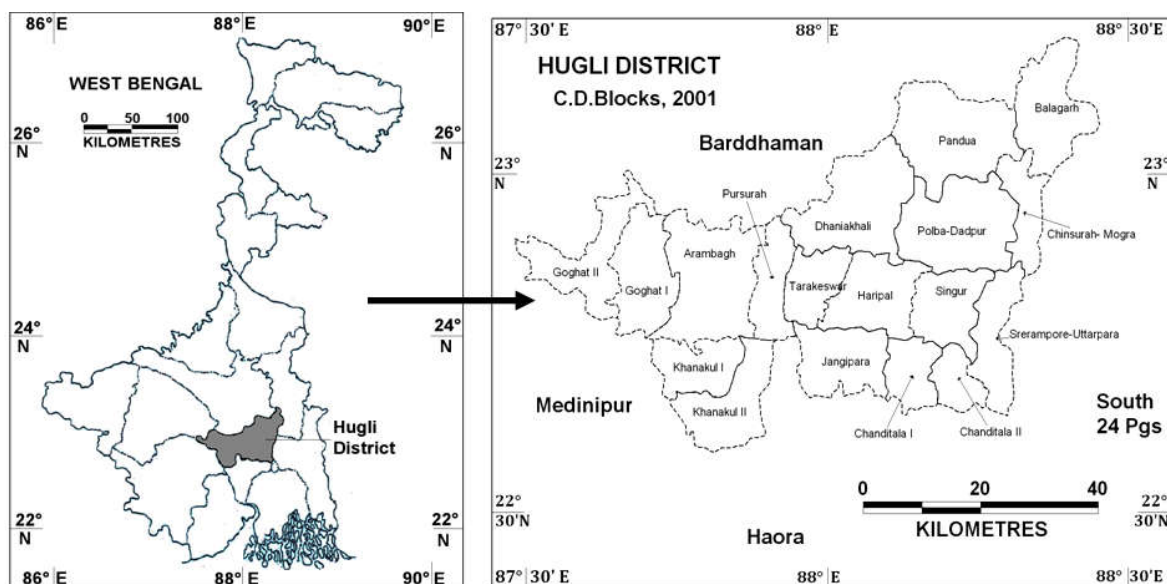 86° E
88° E
90° E
WEST BENGAL
0 50 100
KILOMETRES
26°
N
26°
N
24°
N
24°
N
Hugli
District
22°
N
22°
N
86° E
88° E
90° E
87° 30′ E
88° E
88° 30′
HUGLI DISTRICT
C.D.Blocks, 2001
Balagarh
Pandua
Barddhaman
23°
N
23°
N
Pursurah
Dhaniakhali
Polba-Dadpur
Chinsurah- Mogra
Arambagh
Goghat II
Goghat I
Tarakeswar
Haripal
Singur
Srerampore-Uttarpara
Khanakul I
Jangipara
Medinipur
Khanakul II
South
24 Pgs
Chanditala I
Chanditala II
0 20 40
KILOMETRES
22°
30′N
22°
30′N
Haora
87° 30′ E
88° E
88° 30′